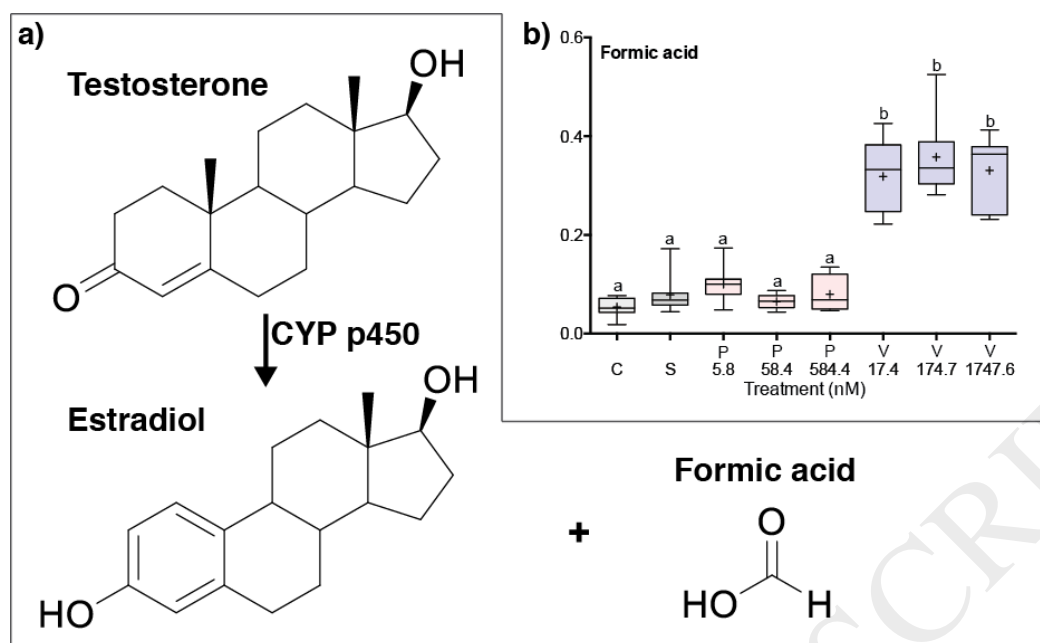 a)
Testosterone
OH
O
CYP p450
Estradiol
OH
HO
b)
Formic acid
0.6
0.4
0.2
0.0
a
a
a
a
a
b
b
b
C
S
P
5.8
P
58.4
P
584.4
V
17.4
V
174.7
V
1747.6
Treatment (nM)
+
Formic acid
O
HO
H
SCRI